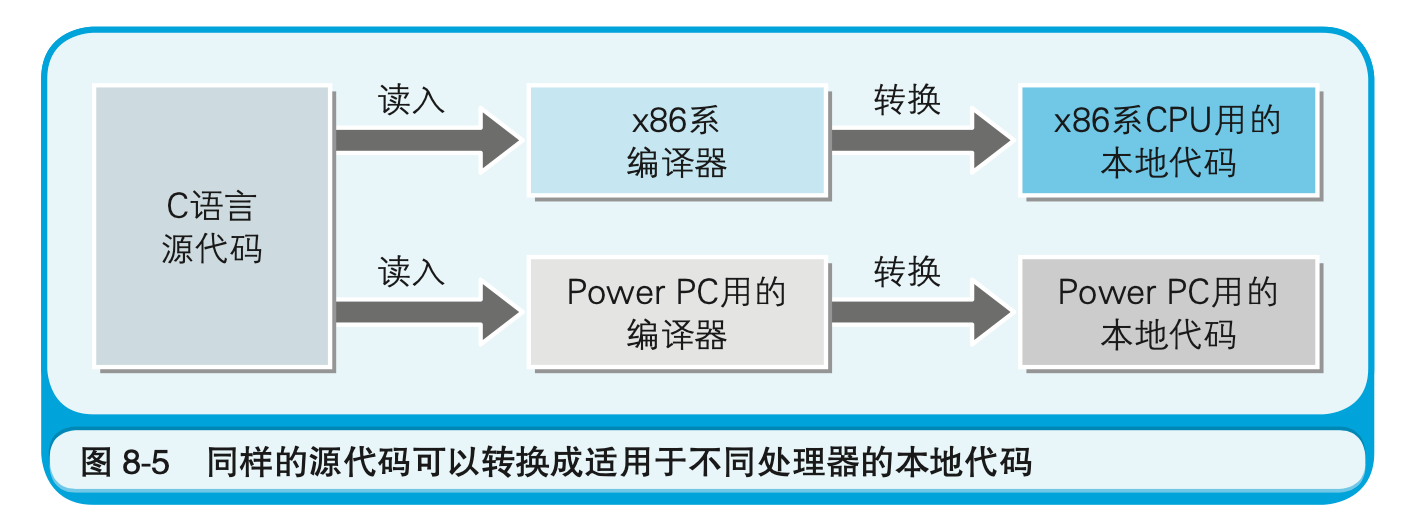 C语言
源代码
读入
x86系
编译器
转换
x86系CPU用的
本地代码
读入
Power PC用的
编译器
转换
Power PC用的
本地代码
图 8-5 同样的源代码可以转换成适用于不同处理器的本地代码